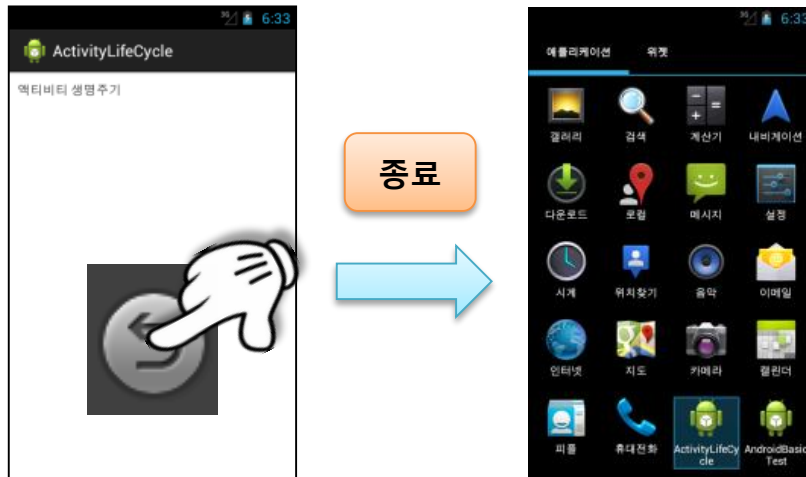 3G 6:33
ActivityLifeCycle
액티비티 생명주기
종료
3G 6:33
애플리케이션 위젯
갤러리 검색 계산기 내비게이션
다운로드 로컬 메시지 설정
시계 위치찾기 음악 이메일
인터넷 지도 카메라 캘린더
피플 휴대전화 ActivityLifeCy AndroidBasic
cle Test